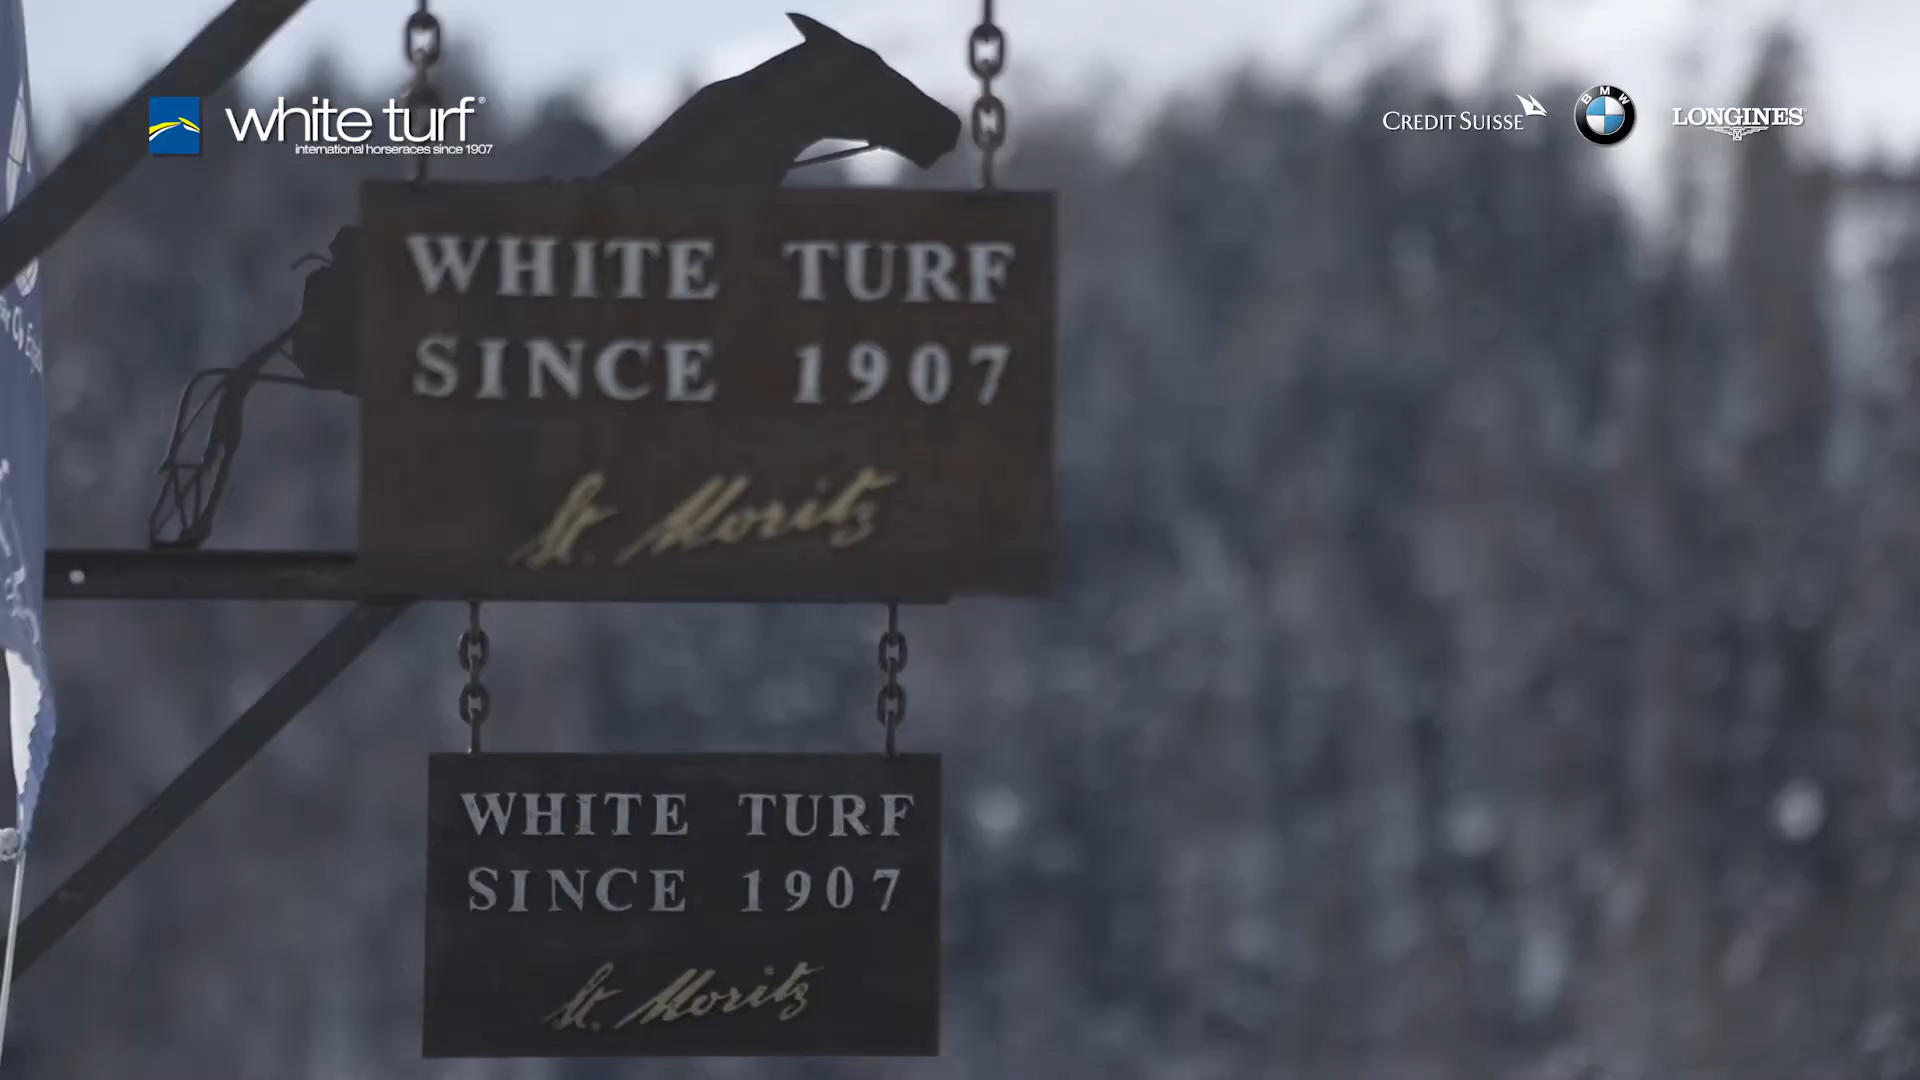 white turf®
international horseraces since 1907
CREDIT SUISSE
BMW
LONGINES
WHITE TURF
SINCE 1907
St. Moritz
WHITE TURF
SINCE 1907
St. Moritz